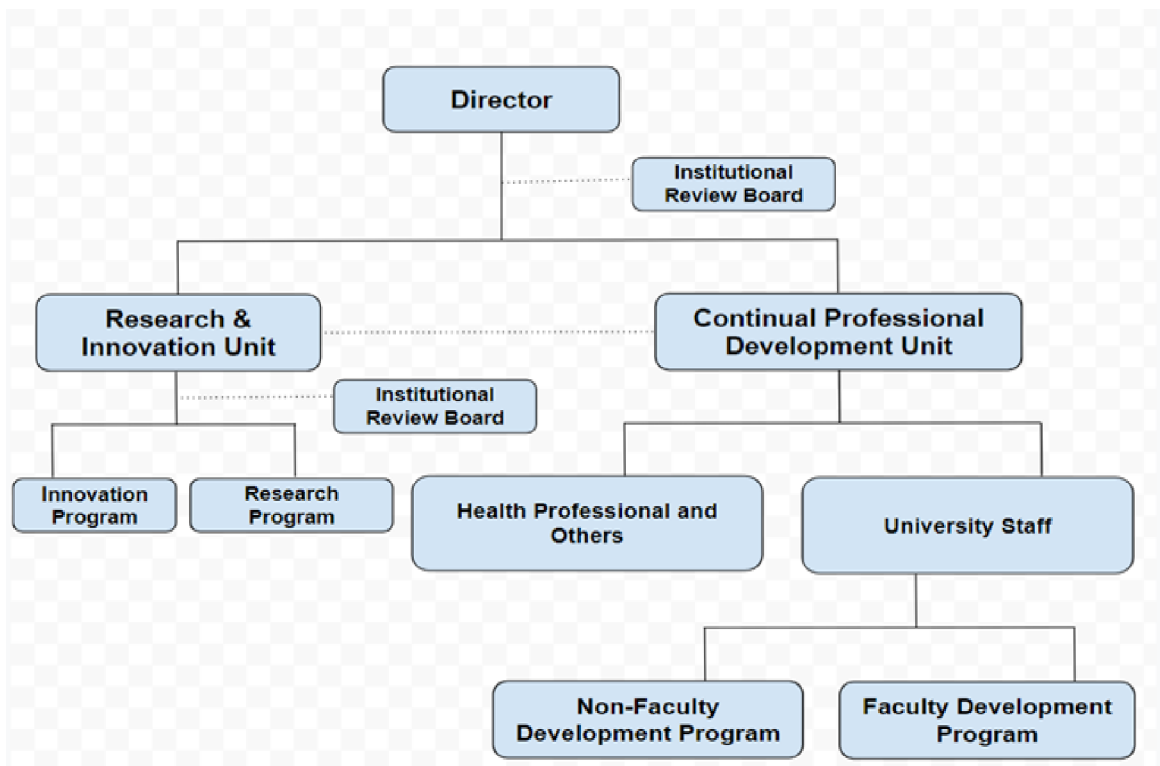 Director
Institutional
Review Board
Research &
Innovation Unit
Continual Professional
Development Unit
Institutional
Review Board
Innovation
Program
Research
Program
Health Professional and
Others
University Staff
Non-Faculty
Development Program
Faculty Development
Program